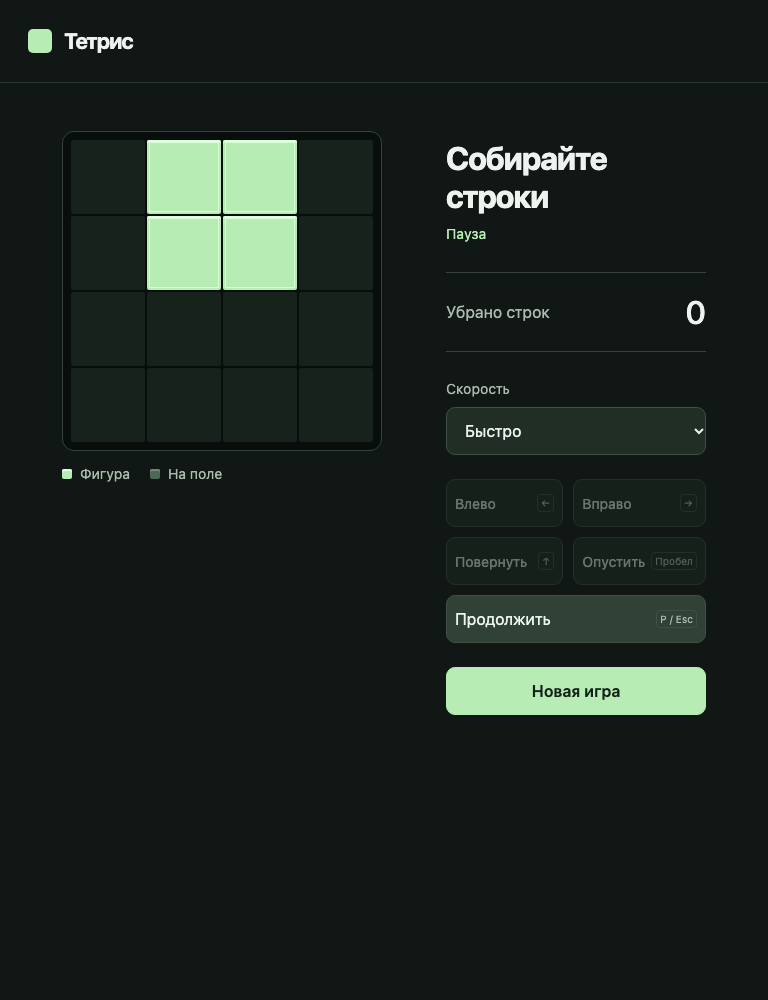 Тетрис
Собирайте
строки
Пауза
Убрано строк 0
Скорость
Быстро
Влево ←
Вправо →
Повернуть ↑
Опустить Пробел
Продолжить P / Esc
Новая игра
Фигура
На поле